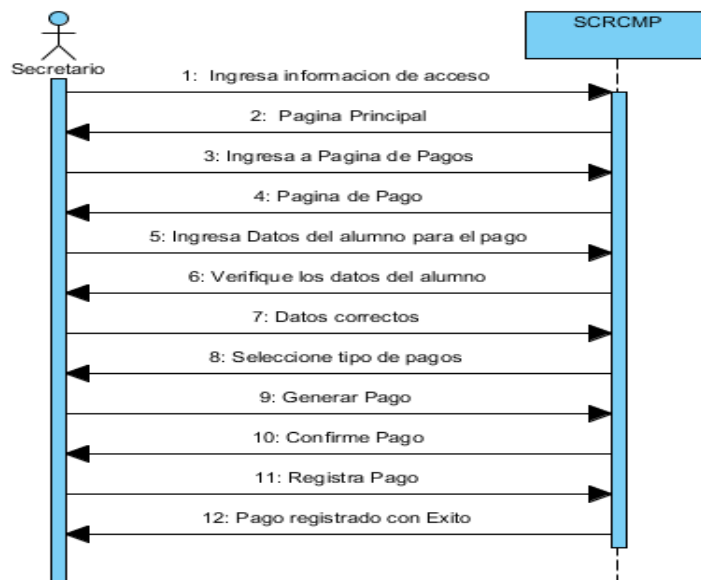 SCRCMP
Secretario
1: Ingresa informacion de acceso
2: Pagina Principal
3: Ingresa a Pagina de Pagos
4: Pagina de Pago
5: Ingresa Datos del alumno para el pago
6: Verifique los datos del alumno
7: Datos correctos
8: Seleccione tipo de pagos
9: Generar Pago
10: Confirme Pago
11: Registra Pago
12: Pago registrado con Exito